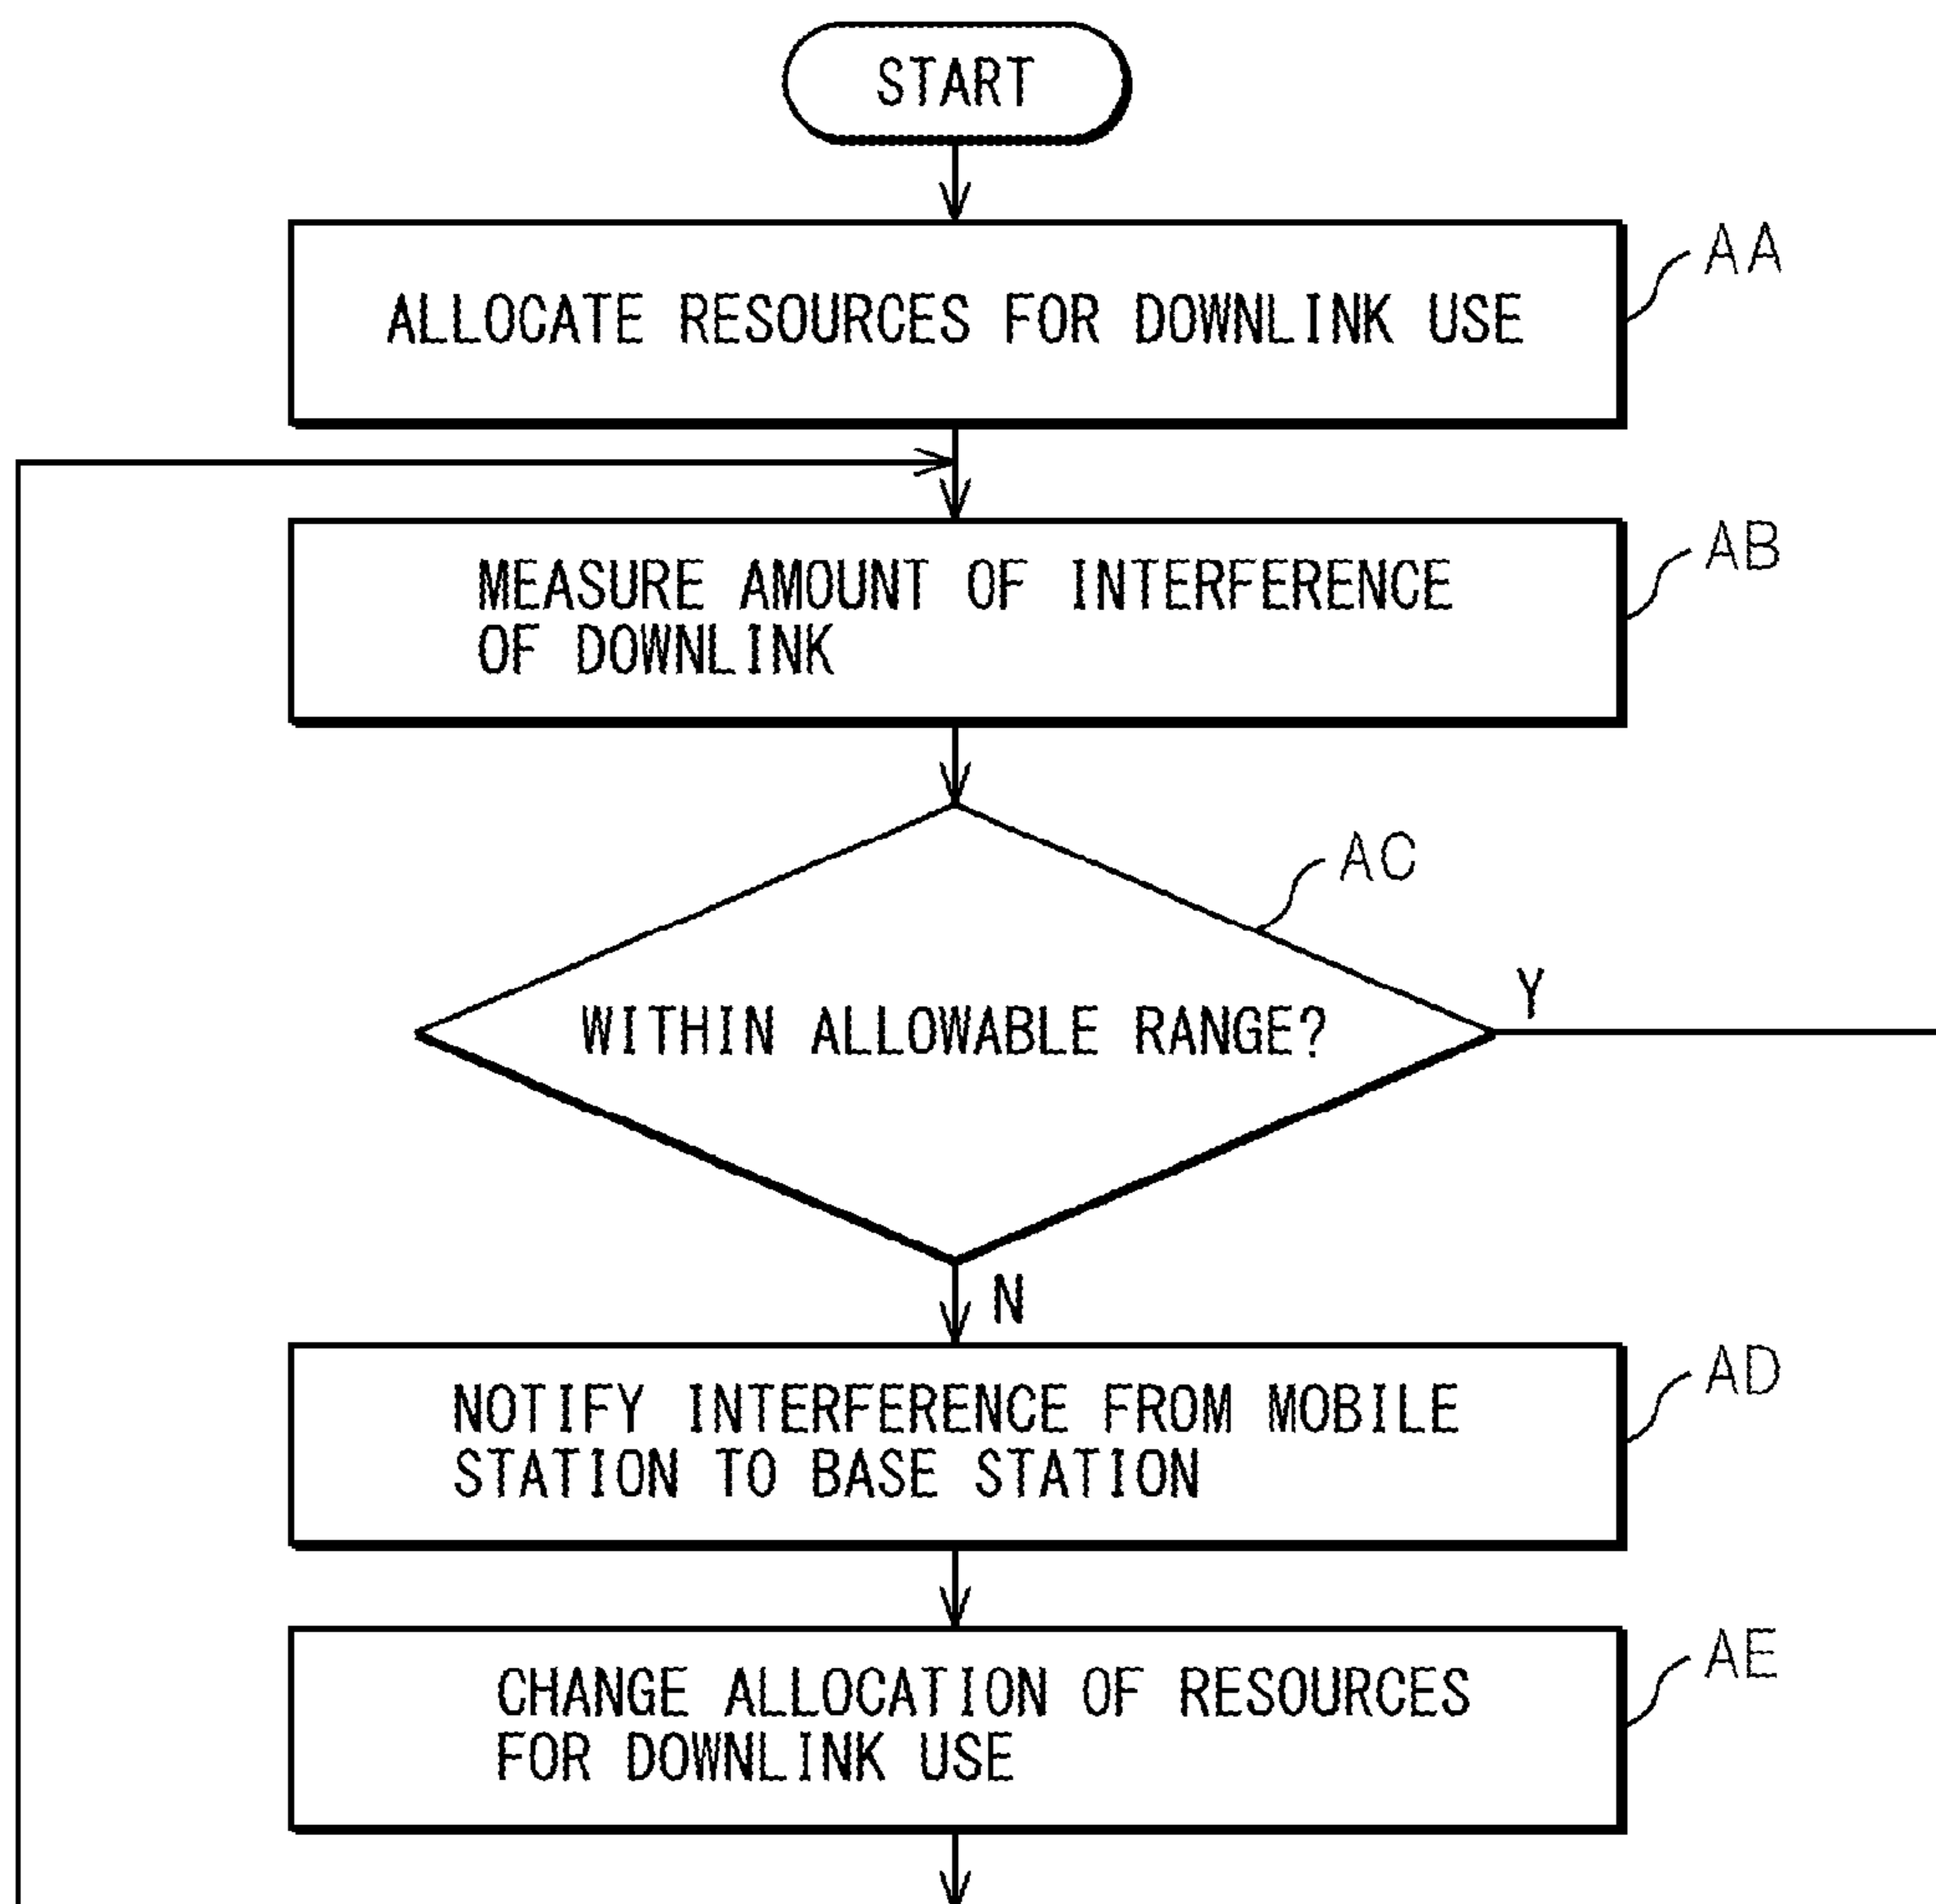 START
ALLOCATE RESOURCES FOR DOWNLINK USE
AA
MEASURE AMOUNT OF INTERFERENCE
OF DOWNLINK
AB
AC
WITHIN ALLOWABLE RANGE?
Y
N
NOTIFY INTERFERENCE FROM MOBILE
STATION TO BASE STATION
AD
CHANGE ALLOCATION OF RESOURCES
FOR DOWNLINK USE
AE